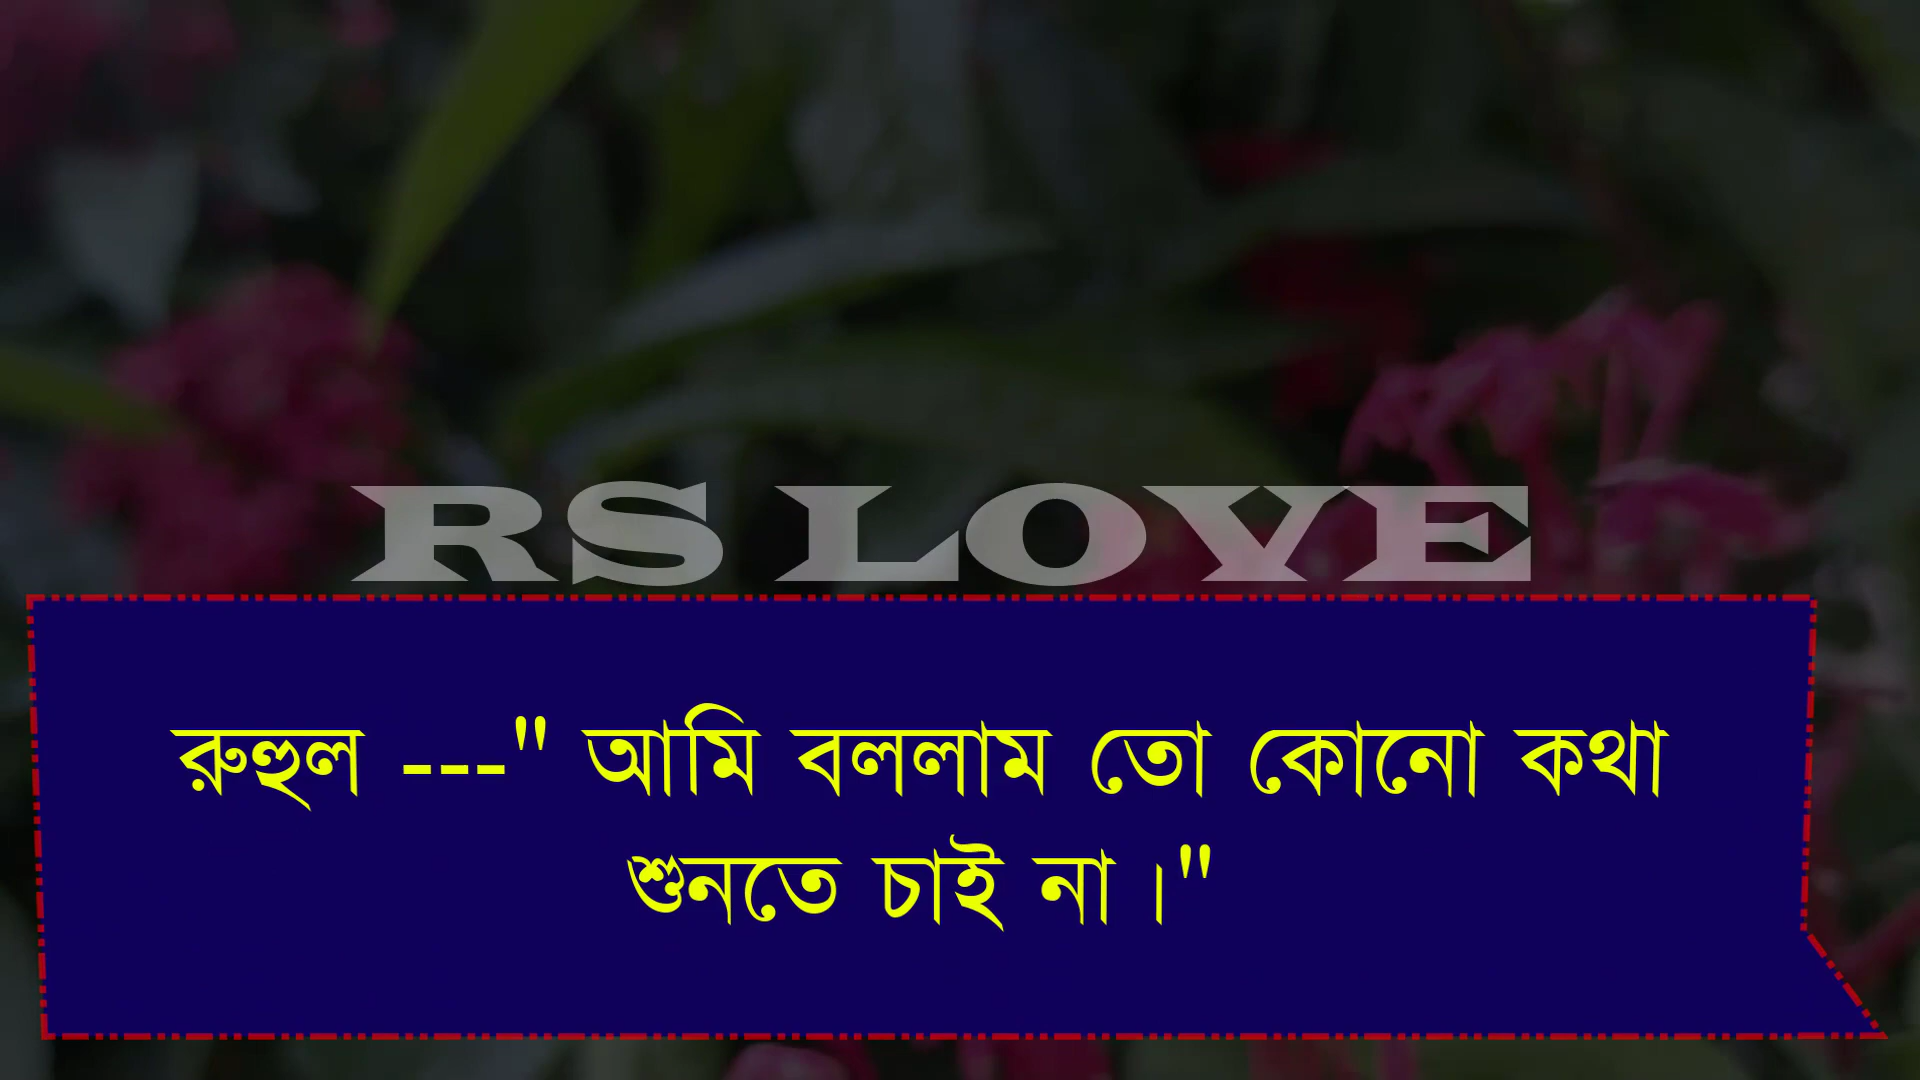 RS LOVE
রুহুল ---" আমি বললাম তো কোনো কথা
শুনতে চাই না।"